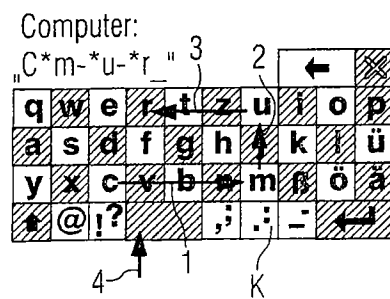 Computer:
„C*m-*u-*r_"
3 2
q w e r t z u i o p
a s d f g h k l ü
y x c v b n m ß ö ä
@ !? ,; .: _-
4 1 K